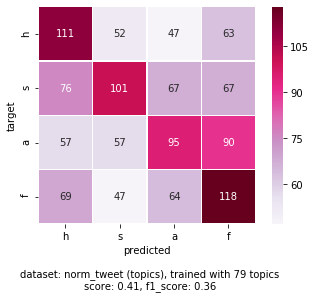 h 111 52 47 63
s 76 101 67 67
a 57 57 95 90
f 69 47 64 118
target
h s a f
predicted
105
90
75
60
dataset: norm_tweet (topics), trained with 79 topics
score: 0.41, f1_score: 0.36